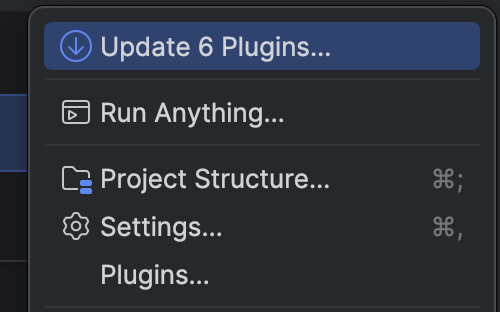 Update 6 Plugins...
Run Anything...
Project Structure... ⌘;
Settings... ⌘,
Plugins...